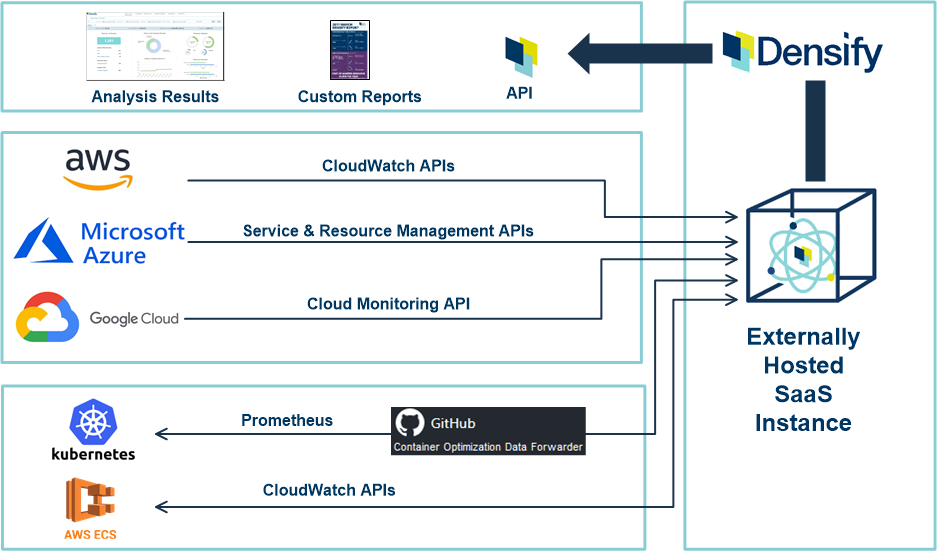 Densify
Analysis Results
Custom Reports
API
aws
CloudWatch APIs
Microsoft
Azure
Service & Resource Management APIs
Google Cloud
Cloud Monitoring API
Externally
Hosted
SaaS
Instance
kubernetes
Prometheus
GitHub
Container Optimization Data Forwarder
AWS ECS
CloudWatch APIs